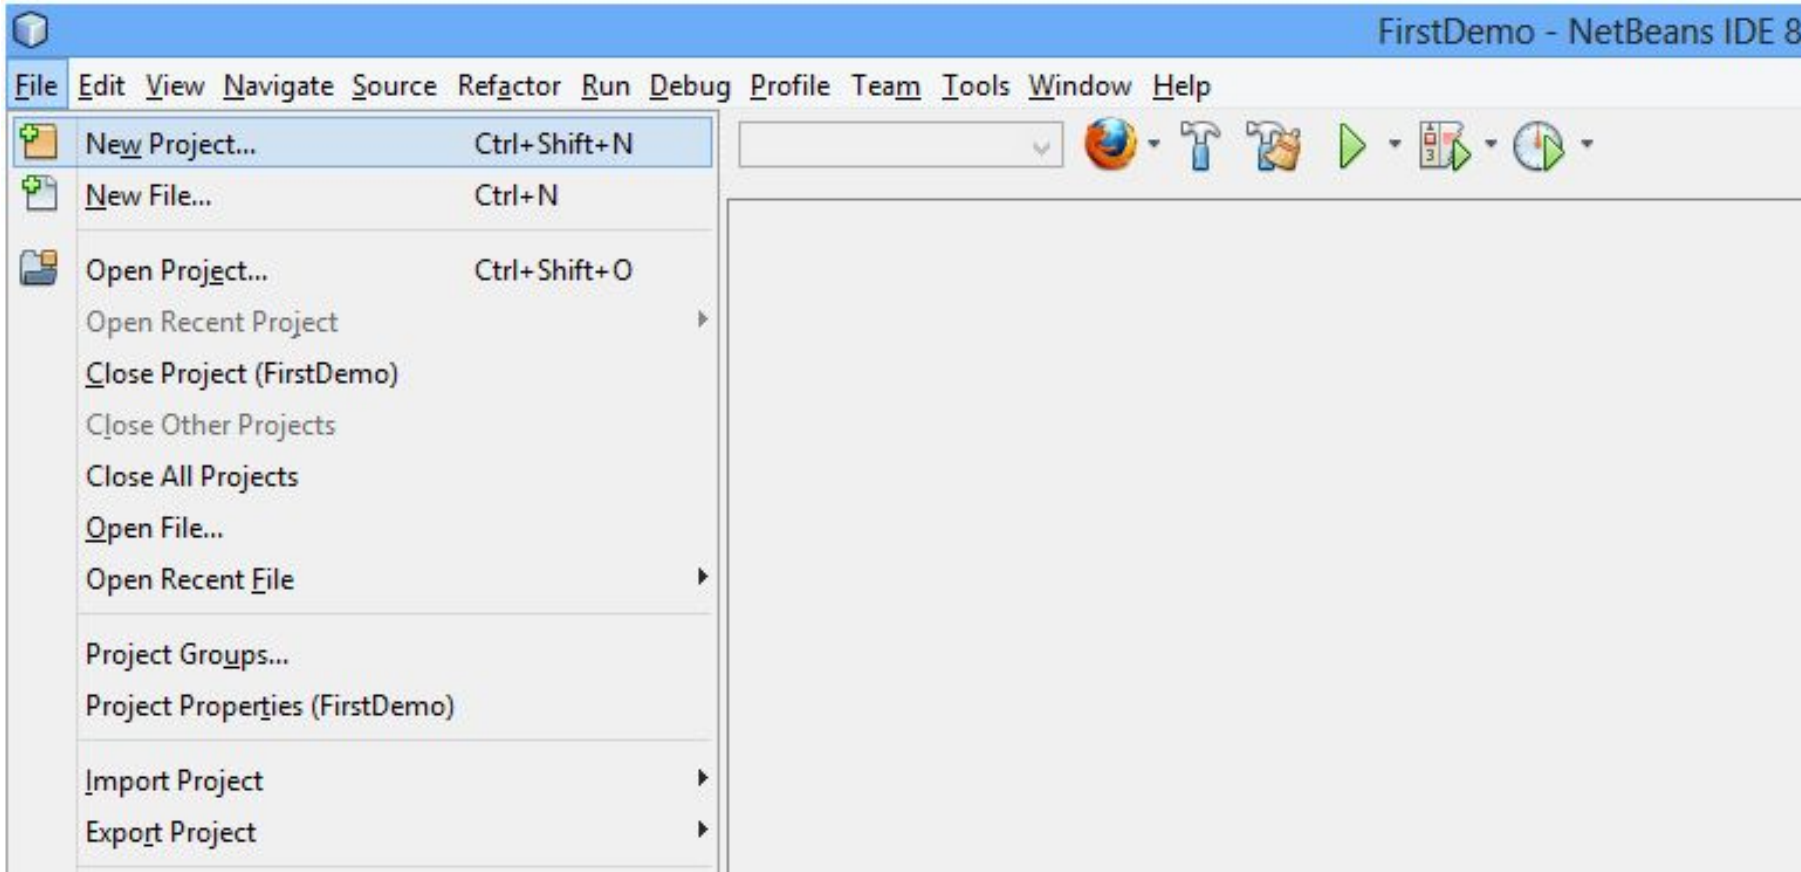 FirstDemo - NetBeans IDE 8
File Edit View Navigate Source Refactor Run Debug Profile Team Tools Window Help
New Project... Ctrl+Shift+N
New File... Ctrl+N
Open Project... Ctrl+Shift+O
Open Recent Project
Close Project (FirstDemo)
Close Other Projects
Close All Projects
Open File...
Open Recent File
Project Groups...
Project Properties (FirstDemo)
Import Project
Export Project